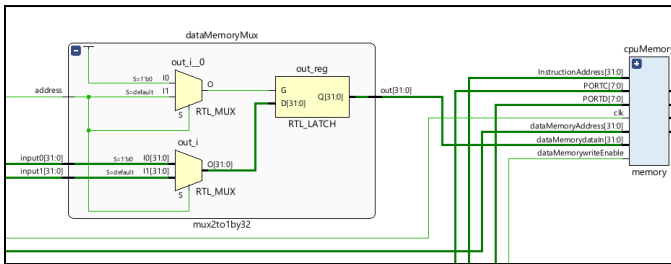 dataMemoryMux
out_i__0
S=1'b0 I0
S=default I1
O
S
RTL_MUX
out_reg
G
D[31:0]
Q[31:0]
RTL_LATCH
out[31:0]
address
out_i
input0[31:0]
input1[31:0]
S=1'b0 I0[31:0]
S=default I1[31:0]
O[31:0]
S
RTL_MUX
mux2to1by32
cpuMemory
InstructionAddress[31:0]
PORTC[7:0]
PORTD[7:0]
clk
dataMemoryAddress[31:0]
dataMemorydataIn[31:0]
dataMemorywriteEnable
memory